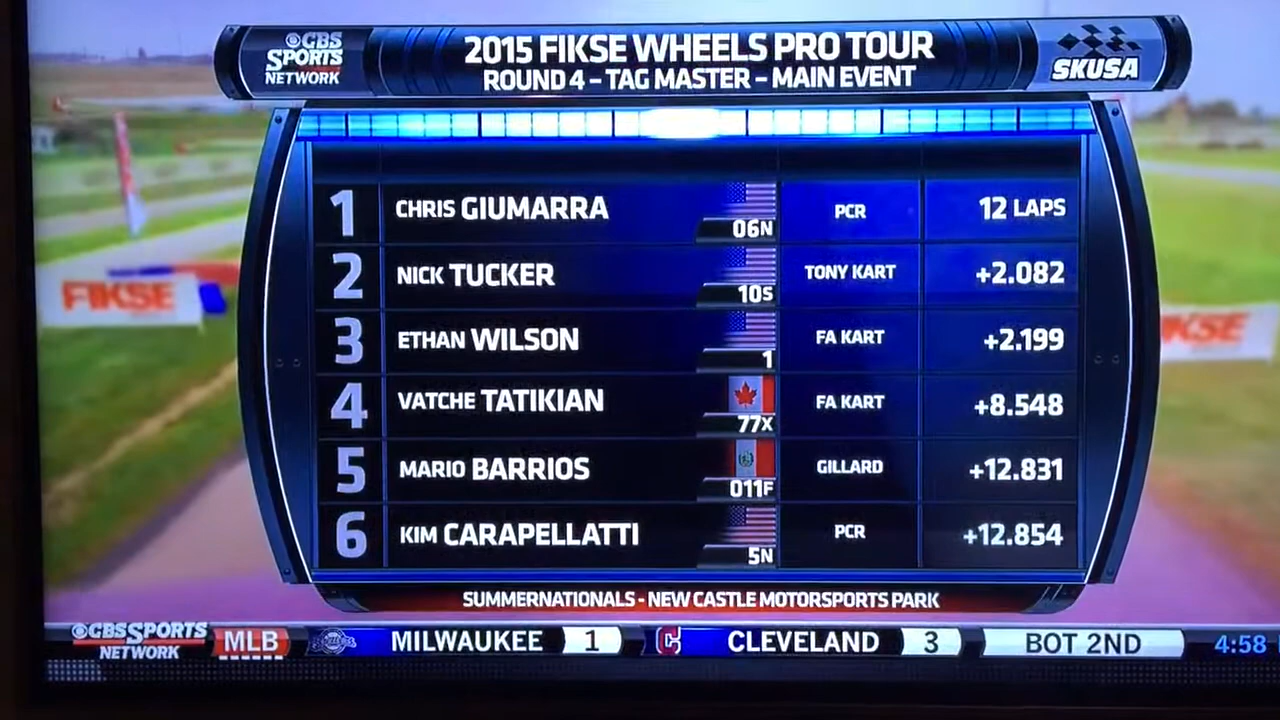 CBS SPORTS NETWORK
2015 FIKSE WHEELS PRO TOUR
ROUND 4 – TAG MASTER – MAIN EVENT
SKUSA
1 CHRIS GIUMARRA 06N PCR 12 LAPS
2 NICK TUCKER 10S TONY KART +2.082
3 ETHAN WILSON 1 FA KART +2.199
4 VATCHE TATIKIAN 77X FA KART +8.548
5 MARIO BARRIOS 011F GILLARD +12.831
6 KIM CARAPELLATTI 5N PCR +12.854
FIKSE
IKSE
SUMMERNATIONALS - NEW CASTLE MOTORSPORTS PARK
CBS SPORTS NETWORK MLB MILWAUKEE 1 C CLEVELAND 3 BOT 2ND 4:58